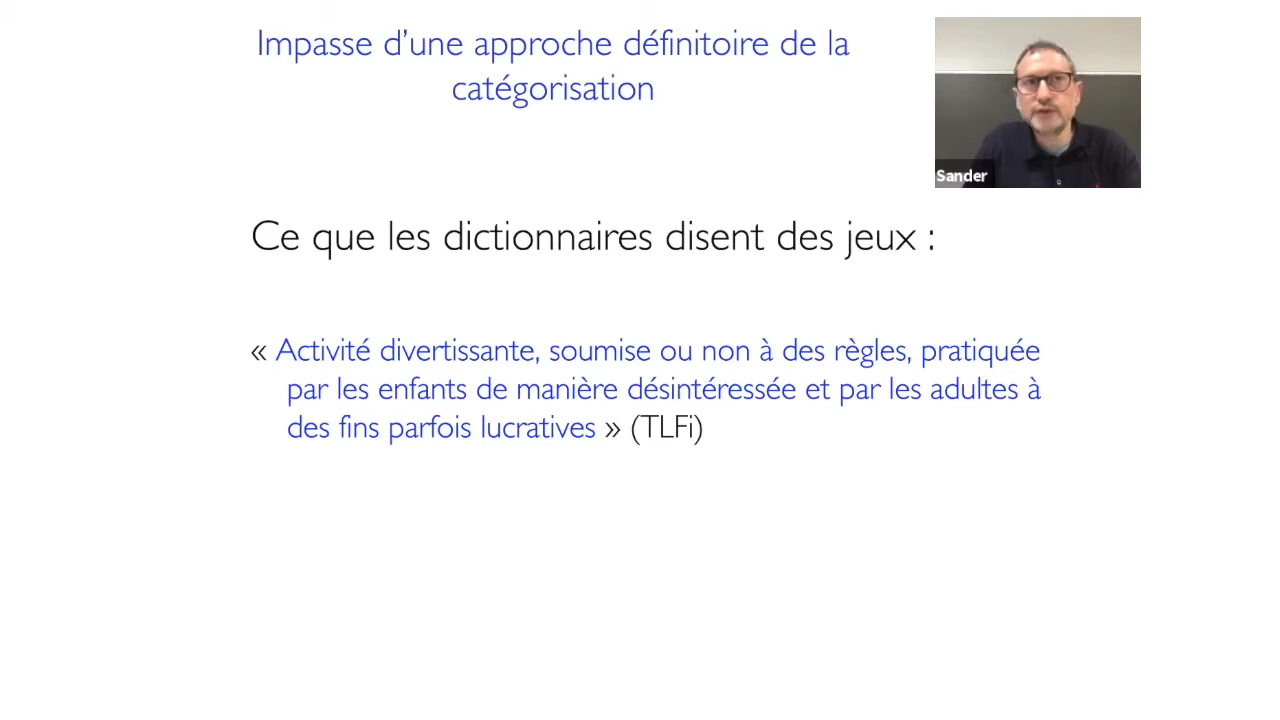 Impasse d’une approche définitoire de la
catégorisation
Sander
Ce que les dictionnaires disent des jeux :
« Activité divertissante, soumise ou non à des règles, pratiquée
par les enfants de manière désintéressée et par les adultes à
des fins parfois lucratives » (TLFi)